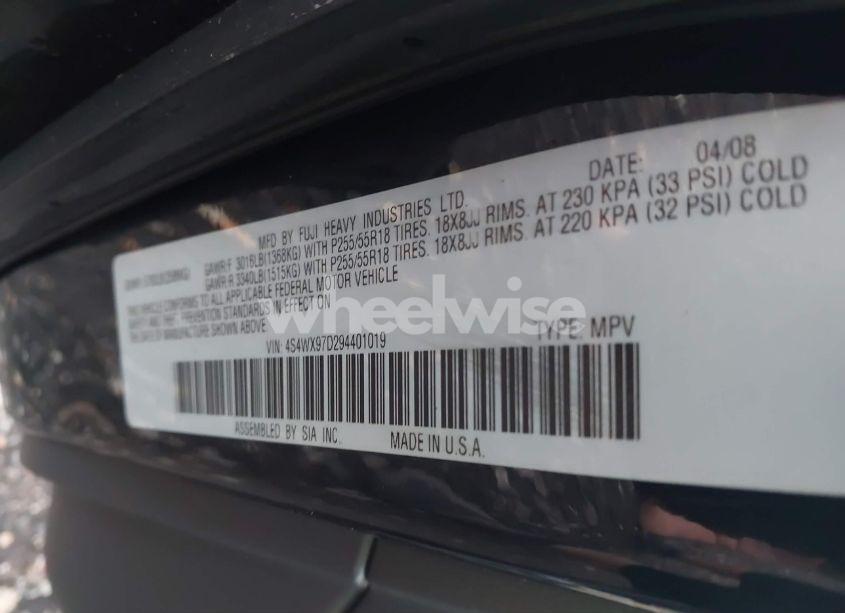 DATE: 04/08
MFD BY FUJI HEAVY INDUSTRIES LTD.
GAWR:F 3016LB(1368KG) WITH P255/55R18 TIRES. 18X8JJ RIMS. AT 230 KPA (33 PSI) COLD
GAWR:R 3340LB(1515KG) WITH P255/55R18 TIRES. 18X8JJ RIMS. AT 220 KPA (32 PSI) COLD
THIS VEHICLE CONFORMS TO ALL APPLICABLE FEDERAL MOTOR VEHICLE
SAFETY AND THEFT PREVENTION STANDARDS IN EFFECT ON
THE DATE OF MANUFACTURE SHOWN ABOVE.
wheelwise
VIN: 4S4WX97D294401019 TYPE: MPV
ASSEMBLED BY SIA INC. MADE IN U.S.A.